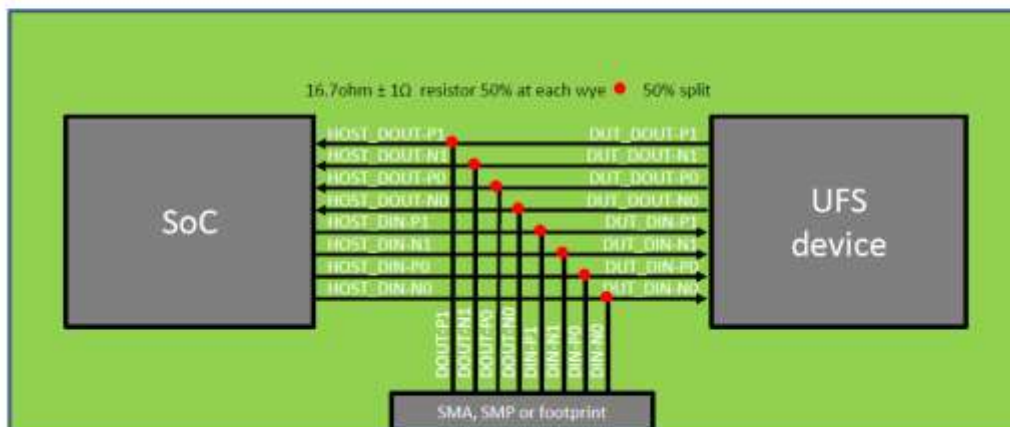 16.7ohm ± 1Ω resistor 50% at each wye 50% split
HOST_DOUT-P1 DUT_DOUT-P1
HOST_DOUT-N1 DUT_DOUT-N1
HOST_DOUT-P0 DUT_DOUT-P0
HOST_DOUT-N0 DUT_DOUT-N0
HOST_DIN-P1 DUT_DIN-P1
HOST_DIN-N1 DUT_DIN-N1
HOST_DIN-P0 DUT_DIN-P0
HOST_DIN-N0 DUT_DIN-N0
SoC
UFS
device
DOUT-P1
DOUT-N1
DOUT-P0
DOUT-N0
DIN-P1
DIN-N1
DIN-P0
DIN-N0
SMA, SMP or footprint